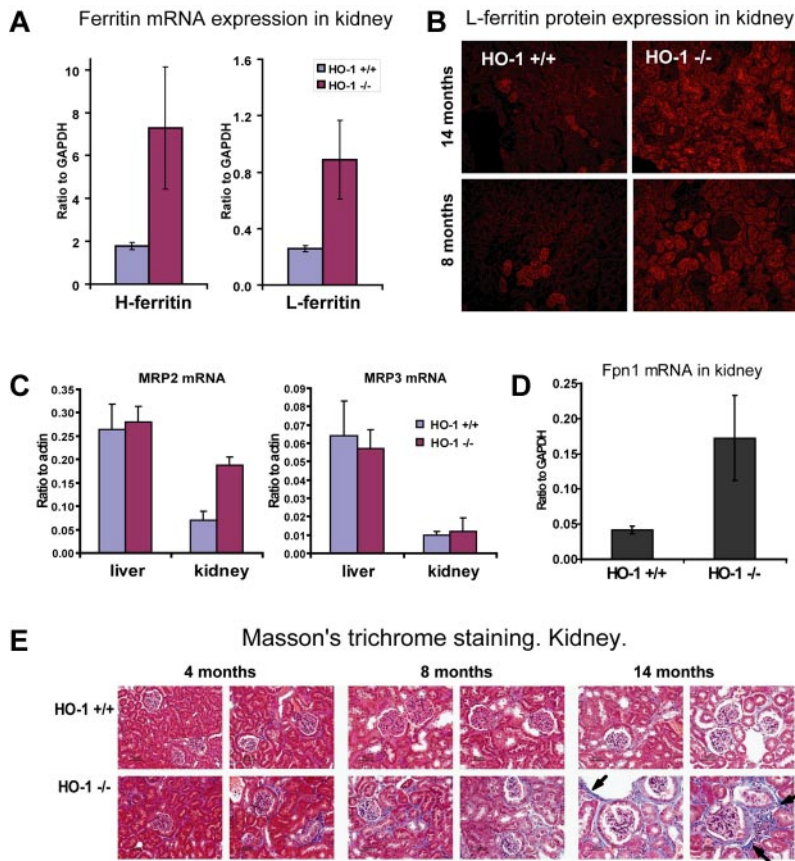 A
Ferritin mRNA expression in kidney
Ratio to GAPDH
10
8
6
4
2
0
H-ferritin
Ratio to GAPDH
1.6
1.2
0.8
0.4
0.0
L-ferritin
HO-1 +/+
HO-1 -/-
B
L-ferritin protein expression in kidney
HO-1 +/+
HO-1 -/-
14 months
8 months
C
MRP2 mRNA
Ratio to actin
0.35
0.30
0.25
0.20
0.15
0.10
0.05
0.00
liver kidney
MRP3 mRNA
Ratio to actin
0.09
0.08
0.07
0.06
0.05
0.04
0.03
0.02
0.01
0.00
liver kidney
HO-1 +/+
HO-1 -/-
D
Fpn1 mRNA in kidney
Ratio to GAPDH
0.25
0.20
0.15
0.10
0.05
0.00
HO-1 +/+ HO-1 -/-
E
Masson's trichrome staining. Kidney.
4 months 8 months 14 months
HO-1 +/+
HO-1 -/-